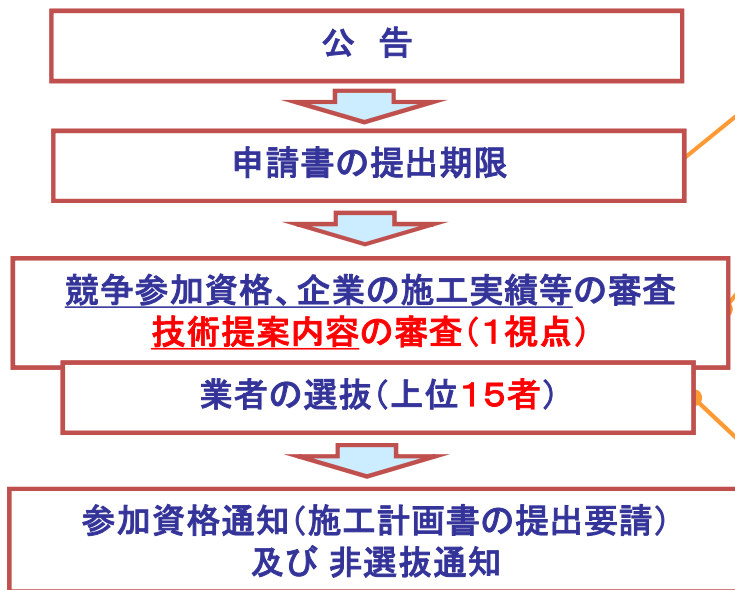 公　告
申請書の提出期限
競争参加資格、企業の施工実績等の審査
技術提案内容の審査（１視点）
業者の選抜（上位１５者）
参加資格通知（施工計画書の提出要請）
及び 非選抜通知